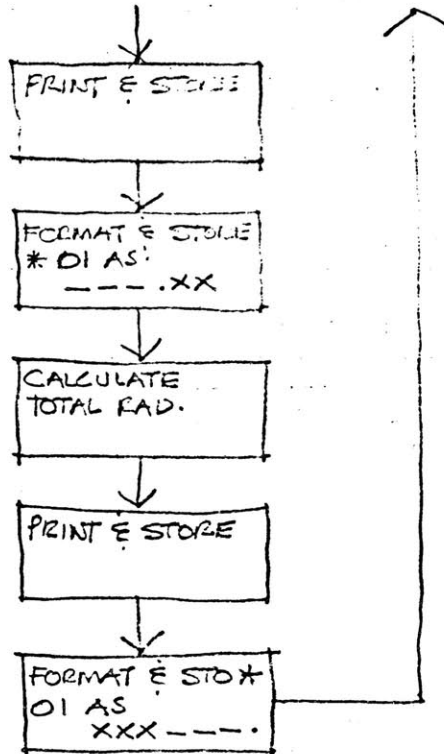 PRINT & STORE
FORMAT & STORE
* 01 AS:
_ _ _ .XX
CALCULATE
TOTAL RAD.
PRINT & STORE
FORMAT & STO*
01 AS
XXX _ _ _ .